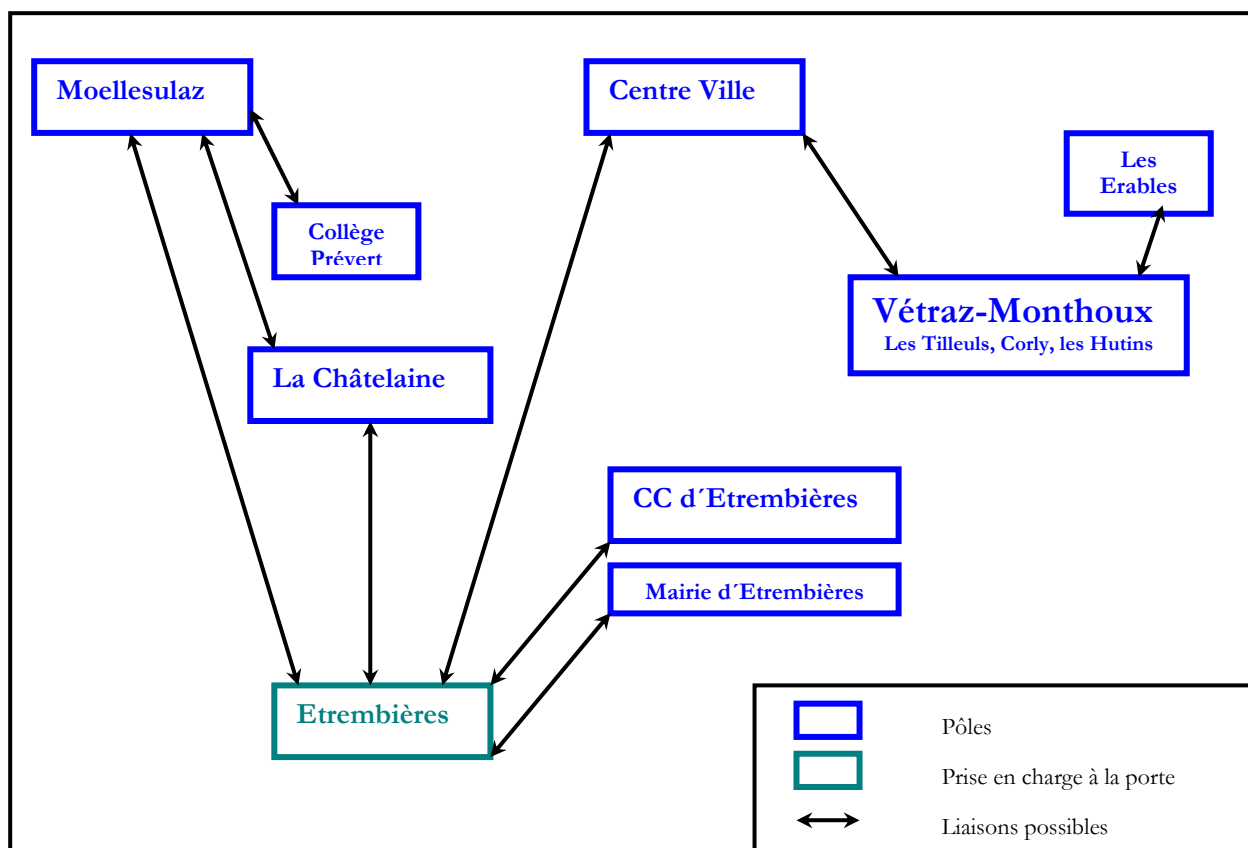 Moellesulaz
Centre Ville
Les
Erables
Collège
Prévert
Vétraz-Monthoux
Les Tilleuls, Corly, les Hutins
La Châtelaine
CC d´Etrembières
Mairie d´Etrembières
Etrembières
Pôles
Prise en charge à la porte
Liaisons possibles